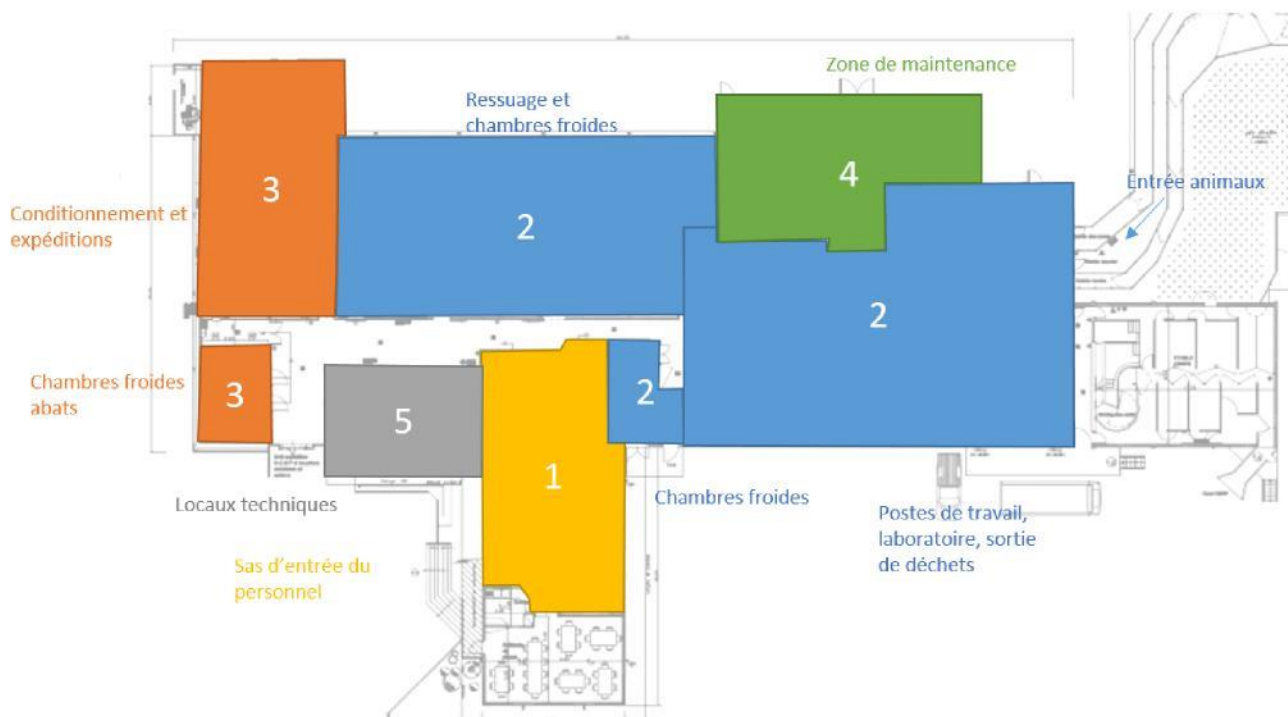 Zone de maintenance
Ressuage et
chambres froides
Entrée animaux
3
4
2
Conditionnement et
expéditions
2
Chambres froides
abats
3
5
2
1
Locaux techniques
Chambres froides
Postes de travail,
laboratoire, sortie
de déchets
Sas d’entrée du
personnel